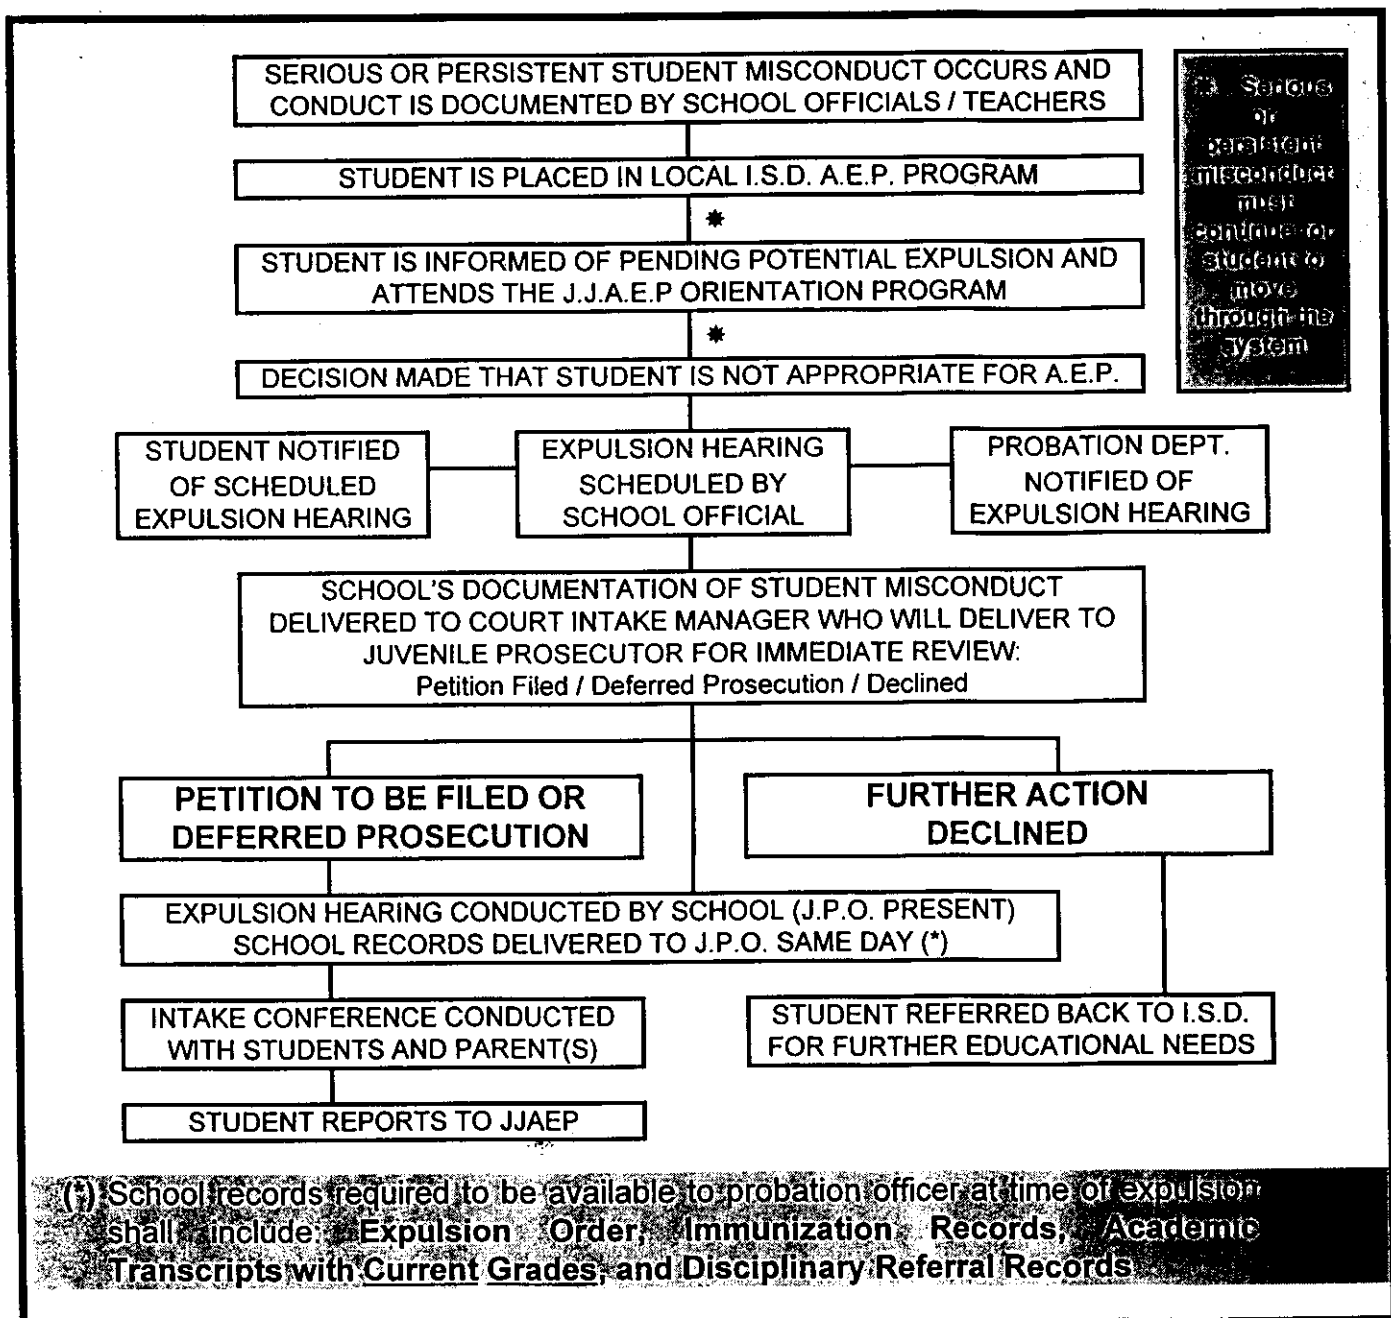 SERIOUS OR PERSISTENT STUDENT MISCONDUCT OCCURS AND
CONDUCT IS DOCUMENTED BY SCHOOL OFFICIALS / TEACHERS
* Serious
or
persistent
misconduct
must
continue for
student to
move
through the
system
STUDENT IS PLACED IN LOCAL I.S.D. A.E.P. PROGRAM
*
STUDENT IS INFORMED OF PENDING POTENTIAL EXPULSION AND
ATTENDS THE J.J.A.E.P ORIENTATION PROGRAM
*
DECISION MADE THAT STUDENT IS NOT APPROPRIATE FOR A.E.P.
STUDENT NOTIFIED
OF SCHEDULED
EXPULSION HEARING
EXPULSION HEARING
SCHEDULED BY
SCHOOL OFFICIAL
PROBATION DEPT.
NOTIFIED OF
EXPULSION HEARING
SCHOOL'S DOCUMENTATION OF STUDENT MISCONDUCT
DELIVERED TO COURT INTAKE MANAGER WHO WILL DELIVER TO
JUVENILE PROSECUTOR FOR IMMEDIATE REVIEW:
Petition Filed / Deferred Prosecution / Declined
PETITION TO BE FILED OR
DEFERRED PROSECUTION
FURTHER ACTION
DECLINED
EXPULSION HEARING CONDUCTED BY SCHOOL (J.P.O. PRESENT)
SCHOOL RECORDS DELIVERED TO J.P.O. SAME DAY (*)
INTAKE CONFERENCE CONDUCTED
WITH STUDENTS AND PARENT(S)
STUDENT REFERRED BACK TO I.S.D.
FOR FURTHER EDUCATIONAL NEEDS
STUDENT REPORTS TO JJAEP
(*) School records required to be available to probation officer at time of expulsion
shall include: Expulsion Order, Immunization Records, Academic
Transcripts with Current Grades, and Disciplinary Referral Records